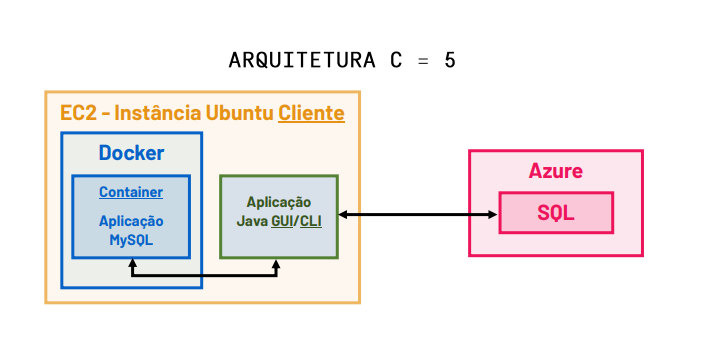 ARQUITETURA C = 5
EC2 - Instância Ubuntu Cliente
Docker
Container
Aplicação
MySQL
Aplicação
Java GUI/CLI
Azure
SQL